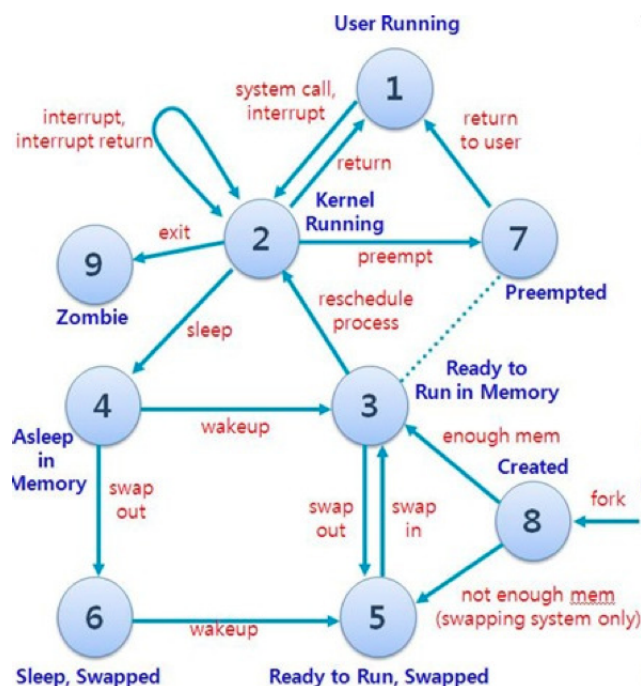 User Running
1
system call,
interrupt
interrupt,
interrupt return
return
return
to user
Kernel
Running
2
7
exit
9
preempt
Zombie
Preempted
reschedule
process
sleep
Ready to
Run in Memory
4
3
wakeup
Asleep
in
Memory
enough mem
Created
swap
out
swap
out
swap
in
8
fork
6
5
wakeup
not enough mem
(swapping system only)
Sleep, Swapped
Ready to Run, Swapped